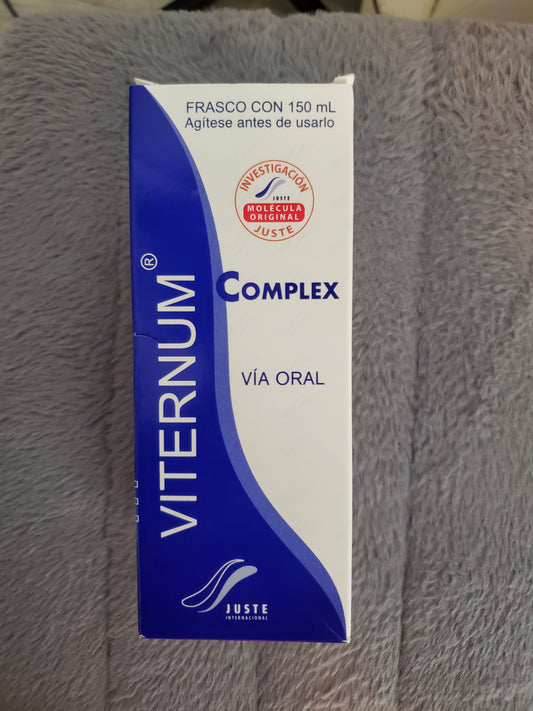 FRASCO CON 150 mL
Agítese antes de usarlo
INVESTIGACIÓN
JUSTE
MOLÉCULA
ORIGINAL
JUSTE
VITERNUM®
COMPLEX
VÍA ORAL
JUSTE
INTERNACIONAL